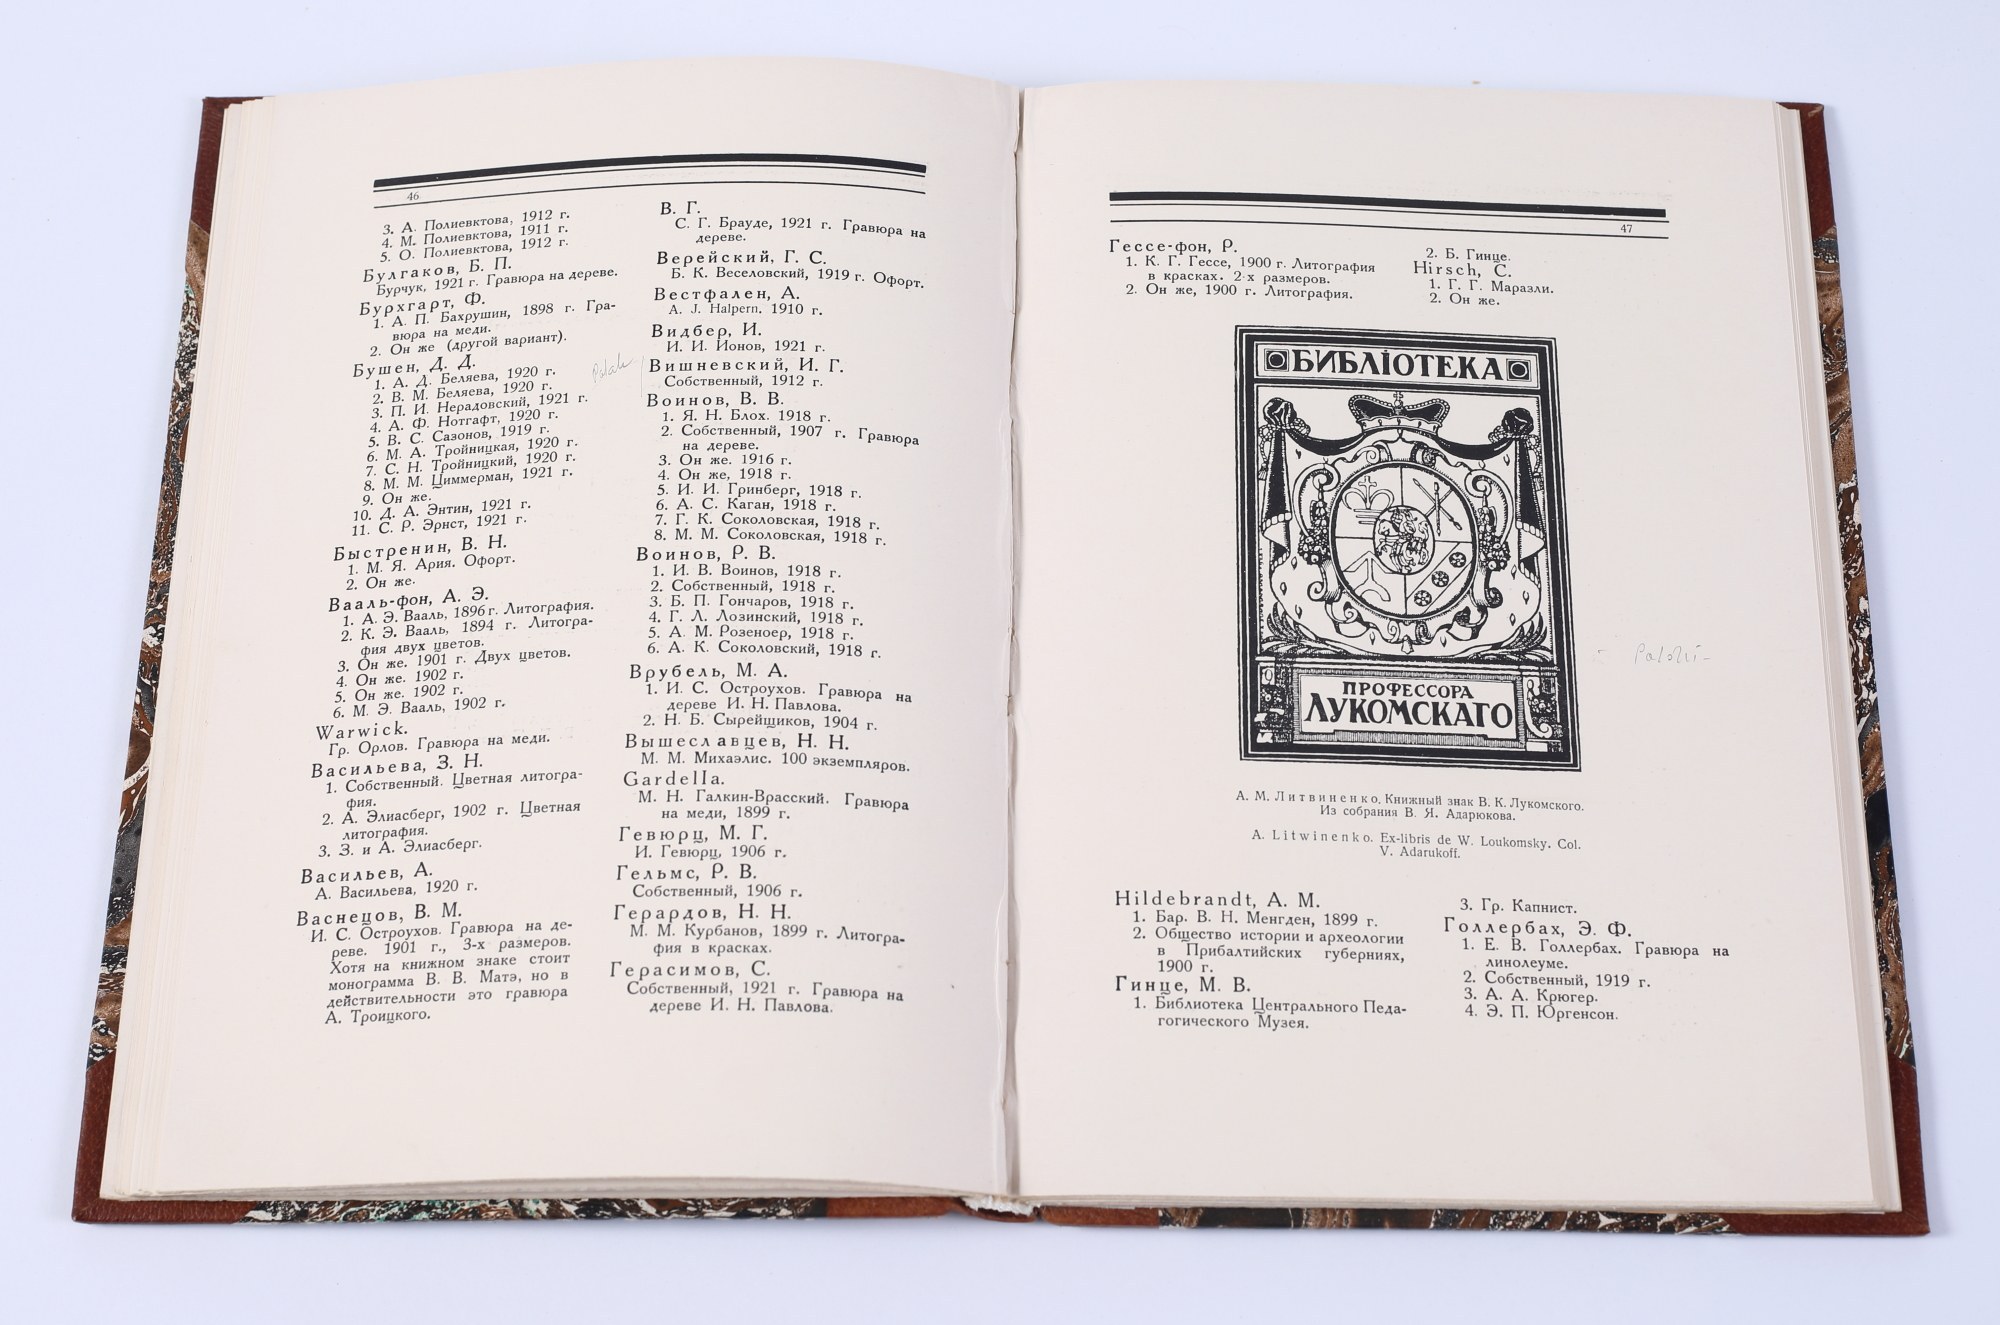 46
3. А. Полиевктова, 1912 г.
4. М. Полиевктова, 1911 г.
5. О. Полиевктова, 1912 г.
Булгаков, Б. П.
Бурчук, 1921 г. Гравюра на дереве.
Бурхгарт, Ф.
1. А. П. Бахрушин, 1898 г. Гра-
вюра на меди.
2. Он же (другой вариант).
Бушен, Д. Д.
1. А. Д. Беляева, 1920 г.
2. В. М. Беляева, 1920 г.
3. П. И. Нерадовский, 1921 г.
4. А. Ф. Нотгафт, 1920 г.
5. В. С. Сазонов, 1919 г.
6. М. А. Тройницкая, 1920 г.
7. С. Н. Тройницкий, 1920 г.
8. М. М. Циммерман, 1921 г.
9. Он же.
10. Д. А. Энтин, 1921 г.
11. С. Р. Эрнст, 1921 г.
Быстренин, В. Н.
1. М. Я. Ария. Офорт.
2. Он же.
Вааль-фон, А. Э.
1. А. Э. Вааль, 1896 г. Литография.
2. К. Э. Вааль, 1894 г. Литогра-
фия двух цветов.
3. Он же. 1901 г. Двух цветов.
4. Он же. 1902 г.
5. Он же. 1902 г.
6. М. Э. Вааль, 1902 г.
Warwick.
Гр. Орлов. Гравюра на меди.
Васильева, З. Н.
1. Собственный. Цветная литогра-
фия.
2. А. Элиасберг, 1902 г. Цветная
литография.
3. З. и А. Элиасберг.
Васильев, А.
А. Васильева, 1920 г.
Васнецов, В. М.
И. С. Остроухов. Гравюра на де-
реве. 1901 г., 3-х размеров.
Хотя на книжном знаке стоит
монограмма В. В. Матэ, но в
действительности это гравюра
А. Троицкого.
В. Г.
С. Г. Брауде, 1921 г. Гравюра на
дереве.
Верейский, Г. С.
Б. К. Веселовский, 1919 г. Офорт.
Вестфален, А.
A. J. Halpern. 1910 г.
Видбер, И.
И. И. Ионов, 1921 г.
Вишневский, И. Г.
Собственный, 1912 г.
Воинов, В. В.
1. Я. Н. Блох. 1918 г.
2. Собственный, 1907 г. Гравюра
на дереве.
3. Он же. 1916 г.
4. Он же, 1918 г.
5. И. И. Гринберг, 1918 г.
6. А. С. Каган, 1918 г.
7. Г. К. Соколовская, 1918 г.
8. М. М. Соколовская, 1918 г.
Воинов, Р. В.
1. И. В. Воинов, 1918 г.
2. Собственный, 1918 г.
3. Б. П. Гончаров, 1918 г.
4. Г. Л. Лозинский, 1918 г.
5. А. М. Розеноер, 1918 г.
6. А. К. Соколовский, 1918 г.
Врубель, М. А.
1. И. С. Остроухов. Гравюра на
дереве И. Н. Павлова.
2. Н. Б. Сырейщиков, 1904 г.
Вышеславцев, Н. Н.
М. М. Михаэлис. 100 экземпляров.
Gardella.
М. Н. Галкин-Врасский. Гравюра
на меди, 1899 г.
Гевюрц, М. Г.
И. Гевюрц, 1906 г.
Гельмс, Р. В.
Собственный, 1906 г.
Герардов, Н. Н.
М. М. Курбанов, 1899 г. Литогра-
фия в красках.
Герасимов, С.
Собственный, 1921 г. Гравюра на
дереве И. Н. Павлова.
47
Гессе-фон, Р.
1. К. Г. Гессе, 1900 г. Литография
в красках. 2-х размеров.
2. Он же, 1900 г. Литография.
2. Б. Гинце.
Hirsch, С.
1. Г. Г. Маразли.
2. Он же.
БИБЛІОТЕКА
ПРОФЕССОРА
ЛУКОМСКАГО
А. М. Литвиненко. Книжный знак В. К. Лукомского.
Из собрания В. Я. Адарюкова.
A. Litwinenko. Ex-libris de W. Loukomsky. Col.
V. Adarukoff.
Hildebrandt, А. М.
1. Бар. В. Н. Менгден, 1899 г.
2. Общество истории и археологии
в Прибалтийских губерниях,
1900 г.
Гинце, М. В.
1. Библиотека Центрального Педа-
гогического Музея.
3. Гр. Капнист.
Голлербах, Э. Ф.
1. Е. В. Голлербах. Гравюра на
линолеуме.
2. Собственный, 1919 г.
3. А. А. Крюгер.
4. Э. П. Юргенсон.